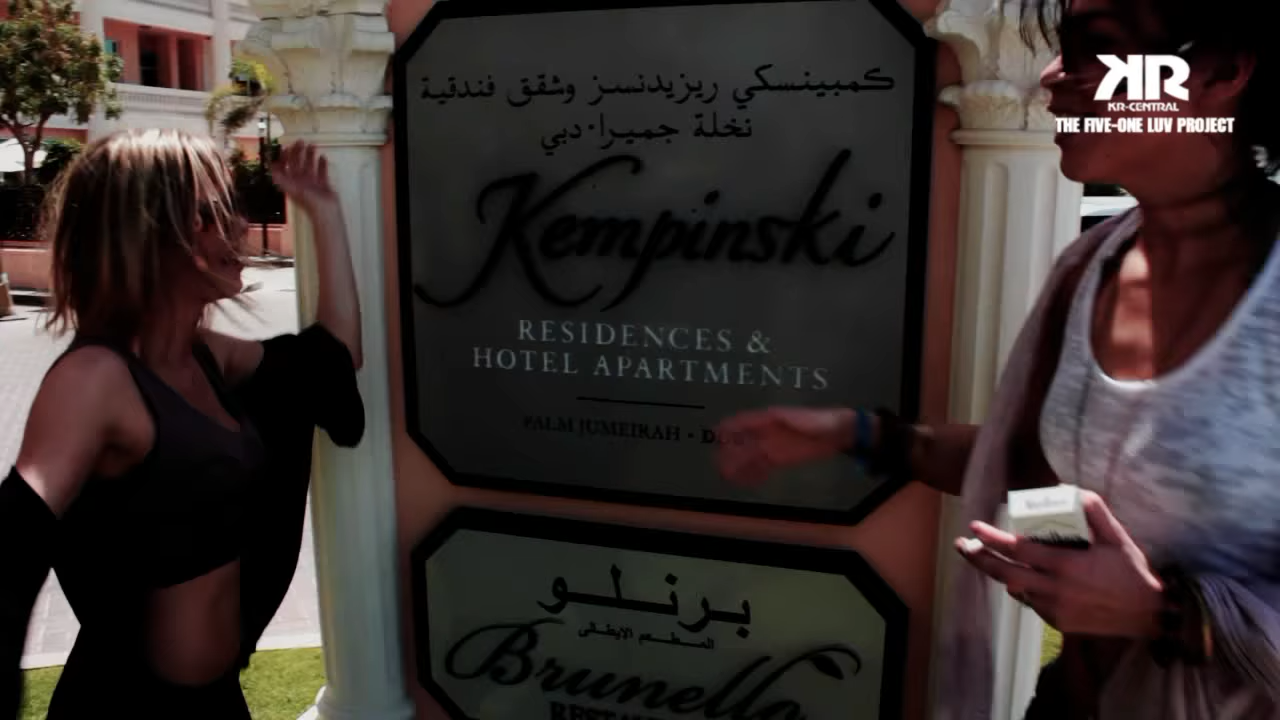 كمبينسكي ريزيدنسز وشقق فندقية
نخلة جميرا·دبي
Kempinski
RESIDENCES &
HOTEL APARTMENTS
PALM JUMEIRAH •
برنلو
المطعم الايطالي
Brunello
KR
KR-CENTRAL
THE FIVE-ONE LUV PROJECT